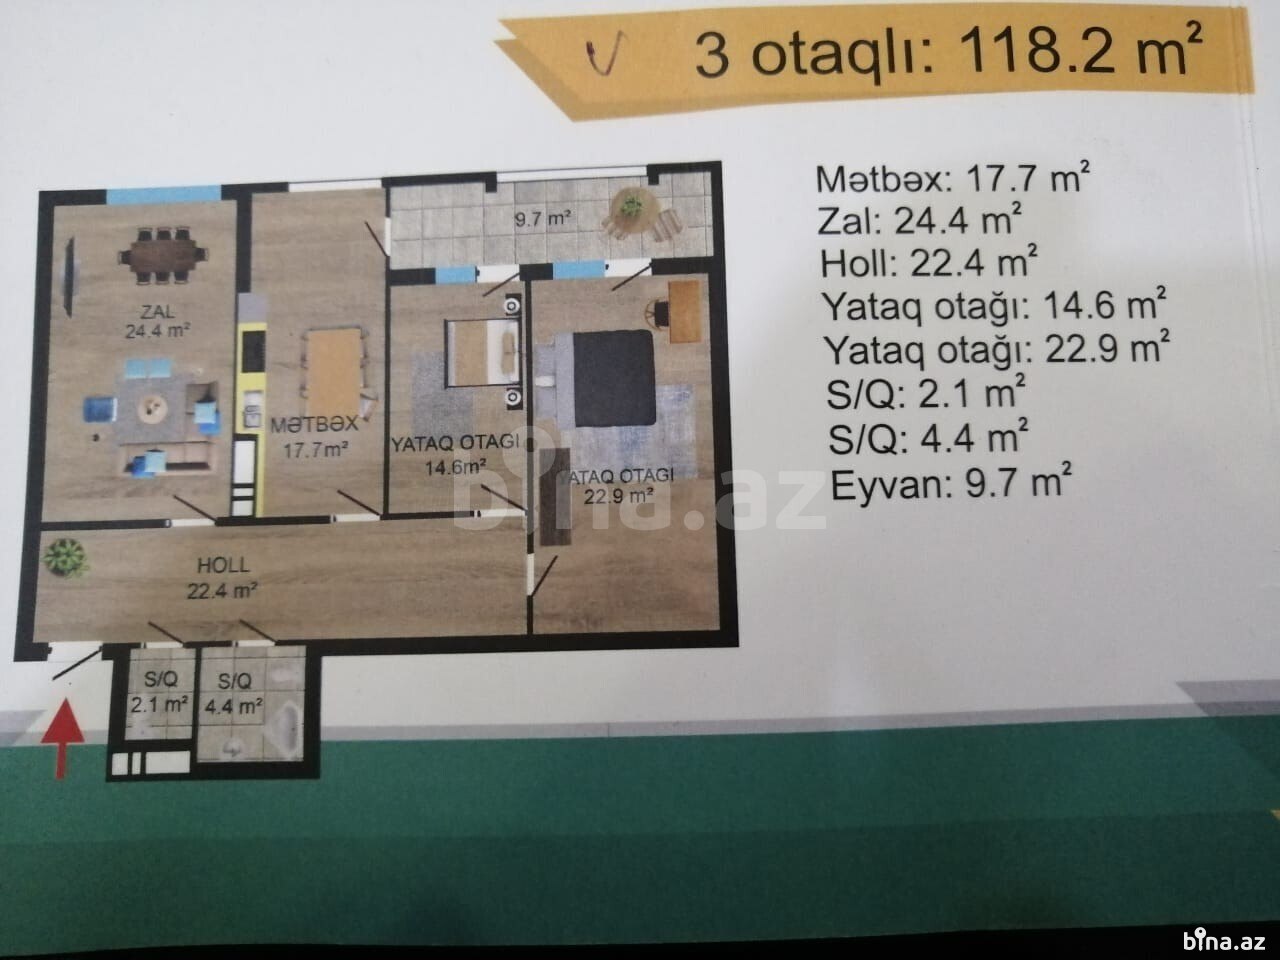 3 otaqlı: 118.2 m²
Mətbəx: 17.7 m²
Zal: 24.4 m²
Holl: 22.4 m²
Yataq otağı: 14.6 m²
Yataq otağı: 22.9 m²
S/Q: 2.1 m²
S/Q: 4.4 m²
Eyvan: 9.7 m²
9.7 m²
ZAL
24.4 m²
MƏTBƏX
17.7m²
YATAQ OTAGI
14.6m²
YATAQ OTAGI
22.9 m²
HOLL
22.4 m²
S/Q
2.1 m²
S/Q
4.4 m²
bina.az
bina.az